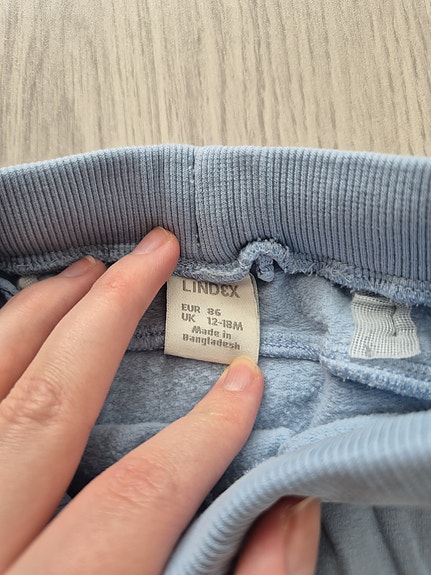 LINDEX
EUR 86
UK 12-18M
Made in
Bangladesh